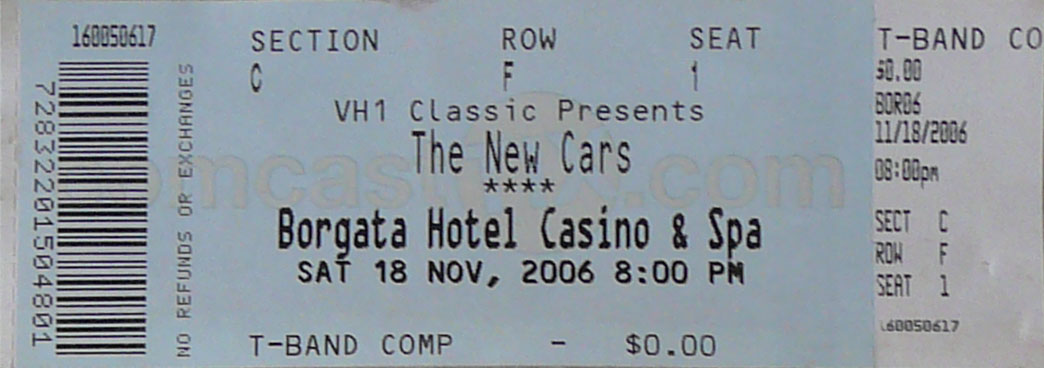 160050617
72832201504801
NO REFUNDS OR EXCHANGES
SECTION ROW SEAT
C F 1
VH1 Classic Presents
The New Cars
****
Borgata Hotel Casino & Spa
SAT 18 NOV, 2006 8:00 PM
T-BAND COMP - $0.00
comcast .com
T-BAND CO
$0.00
BOR06
11/18/2006
08:00pm
SECT C
ROW F
SEAT 1
160050617